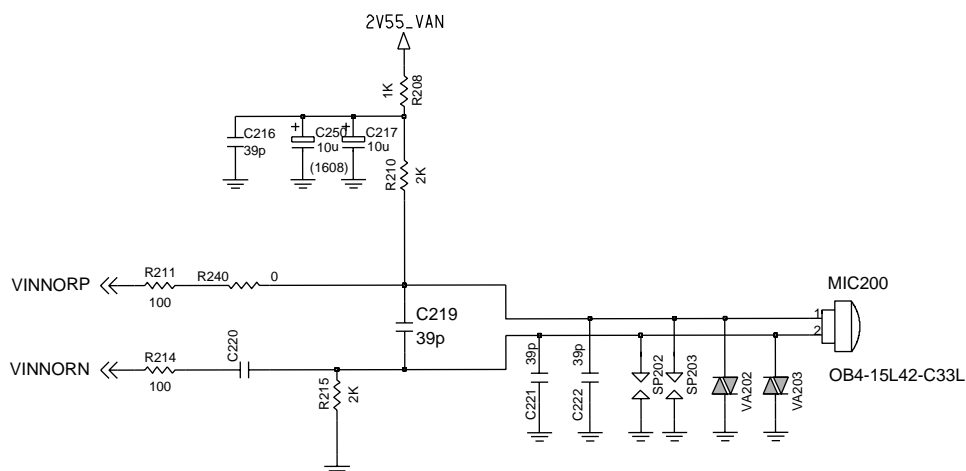 2V55_VAN
1K
R208
C216
39p
+
C250
10u
(1608)
+
C217
10u
R210
2K
VINNORP
R211
100
R240
0
C219
39p
VINNORN
R214
100
C220
R215
2K
MIC200
1
2
OB4-15L42-C33L
39p
C221
39p
C222
SP202
SP203
VA202
VA203